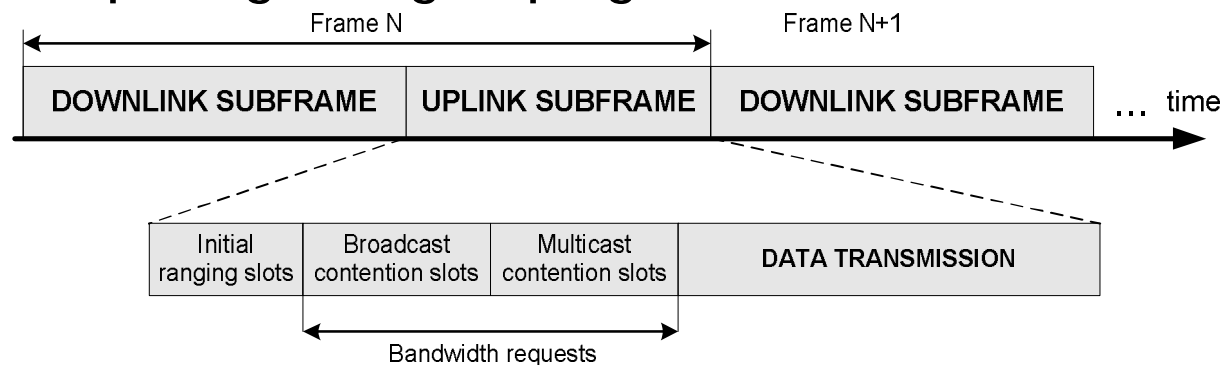 Frame N
Frame N+1
DOWNLINK SUBFRAME
UPLINK SUBFRAME
DOWNLINK SUBFRAME
... time
Initial
ranging slots
Broadcast
contention slots
Multicast
contention slots
DATA TRANSMISSION
Bandwidth requests